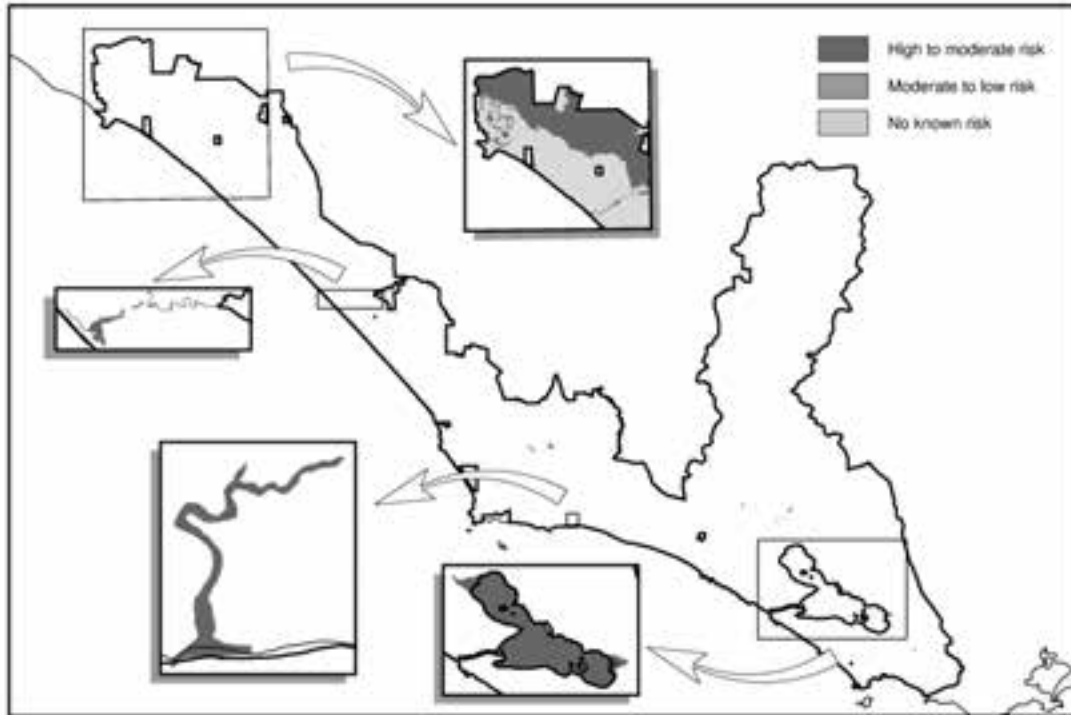 High to moderate risk
Moderate to low risk
No known risk